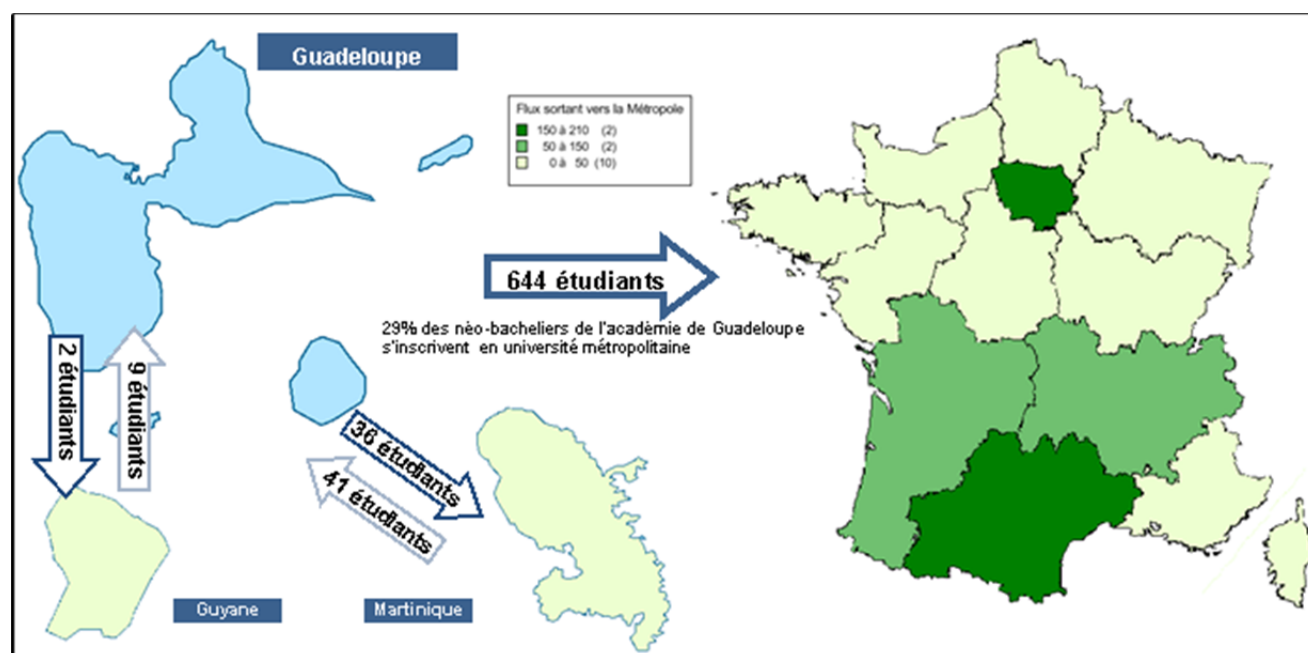 Guadeloupe
Flux sortant vers la Métropole
150 à 210 (2)
50 à 150 (2)
0 à 50 (10)
644 étudiants
29% des néo-bacheliers de l'académie de Guadeloupe
s'inscrivent en université métropolitaine
2 étudiants
9 étudiants
36 étudiants
41 étudiants
Guyane
Martinique